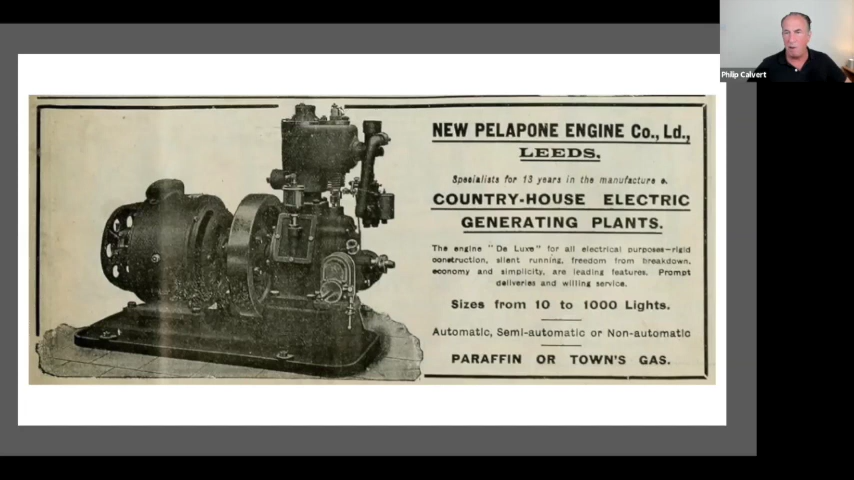 Philip Calvert
NEW PELAPONE ENGINE Co., Ld.,
LEEDS.
Specialists for 13 years in the manufacture o.
COUNTRY-HOUSE ELECTRIC
GENERATING PLANTS.
The engine "De Luxe" for all electrical purposes—rigid
construction, silent running, freedom from breakdown,
economy and simplicity, are leading features. Prompt
deliveries and willing service.
Sizes from 10 to 1000 Lights.
Automatic, Semi-automatic or Non-automatic
PARAFFIN OR TOWN'S GAS.